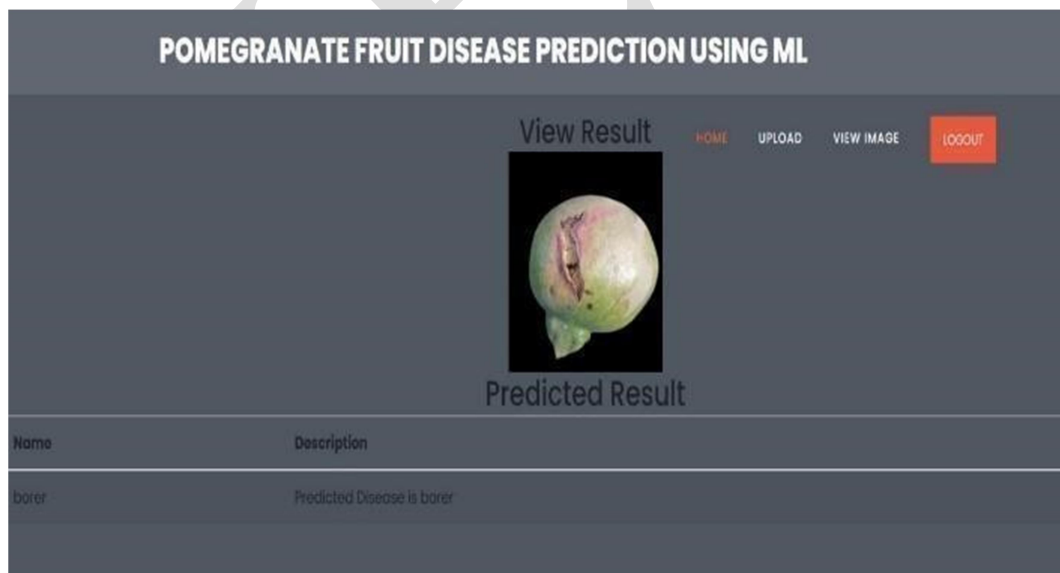 POMEGRANATE FRUIT DISEASE PREDICTION USING ML
View Result
HOME UPLOAD VIEW IMAGE LOGOUT
Predicted Result
Name Description
borer Predicted Disease is borer